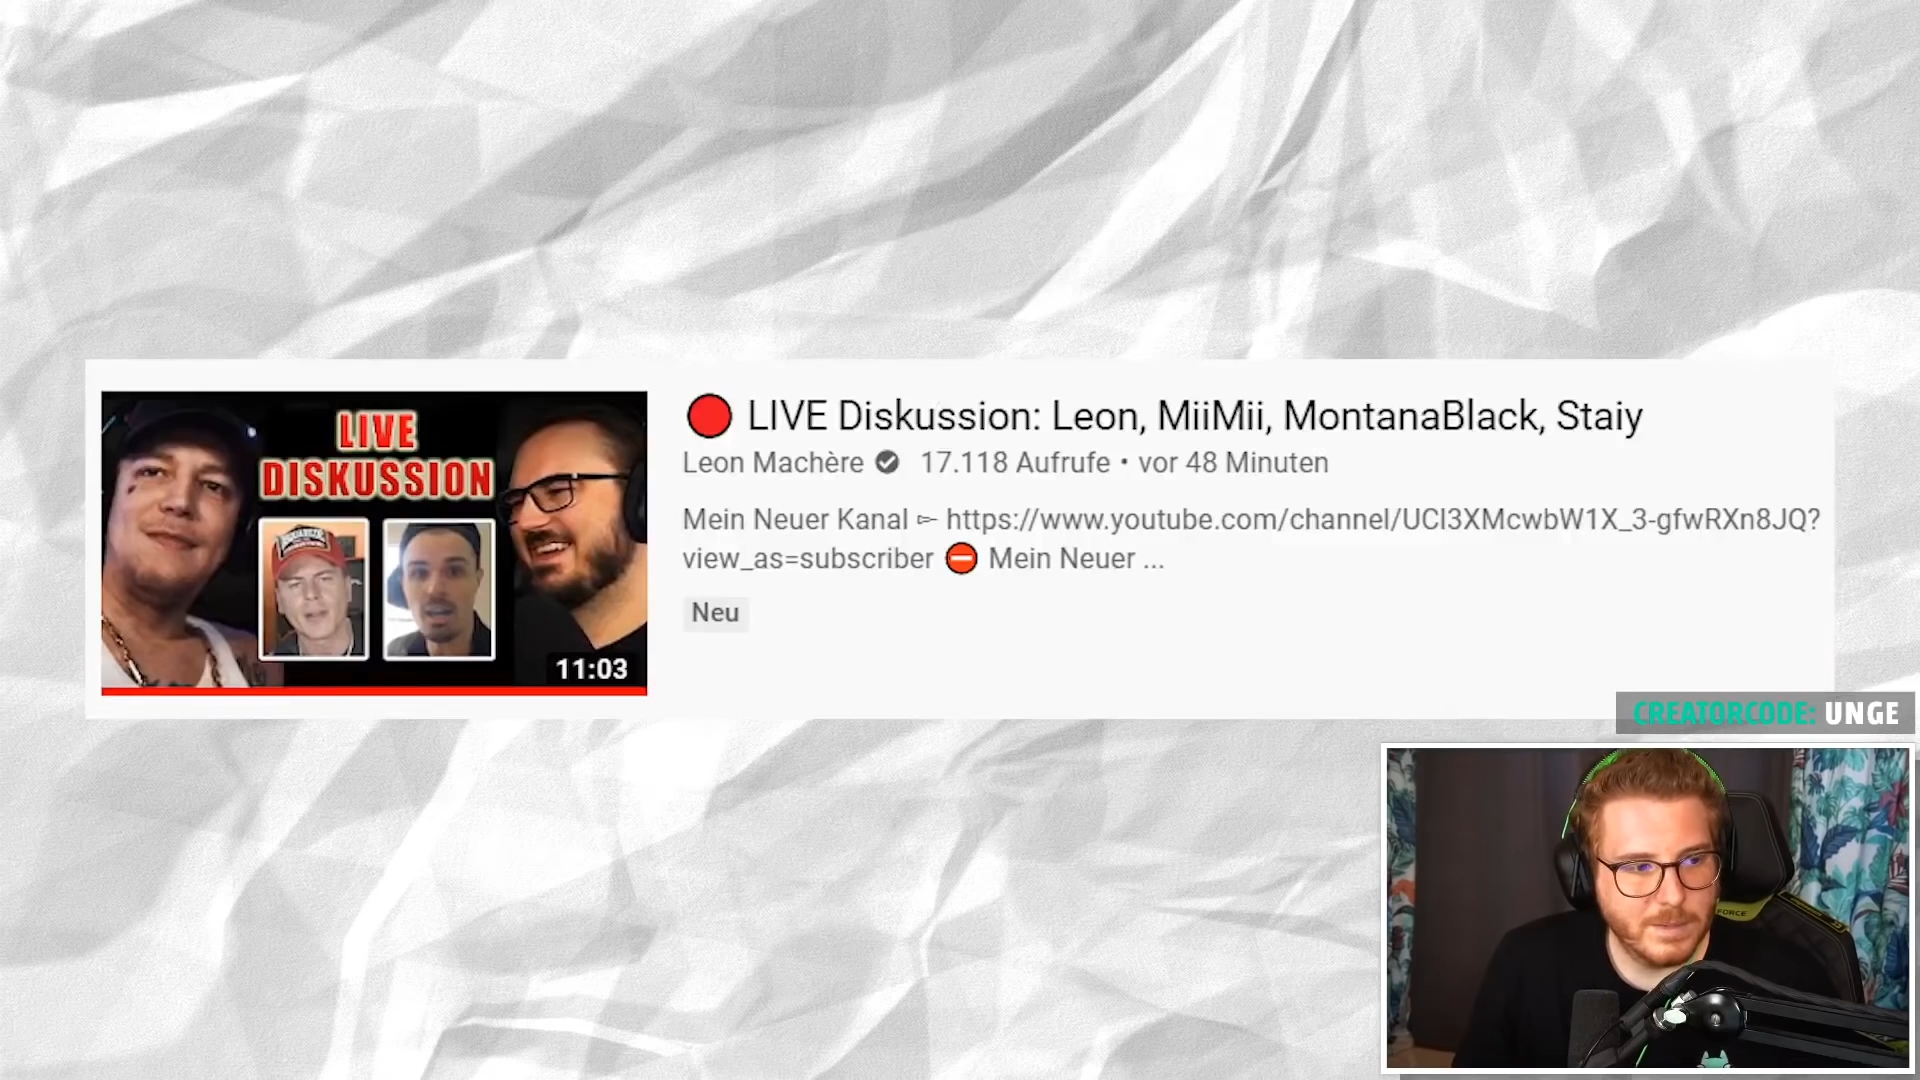 LIVE
DISKUSSION
11:03
🔴 LIVE Diskussion: Leon, MiiMii, MontanaBlack, Staiy
Leon Machère 17.118 Aufrufe • vor 48 Minuten
Mein Neuer Kanal ➳ https://www.youtube.com/channel/UCI3XMcwbW1X_3-gfwRXn8JQ?
view_as=subscriber ⛔ Mein Neuer ...
Neu
CREATORCODE: UNGE
FORCE